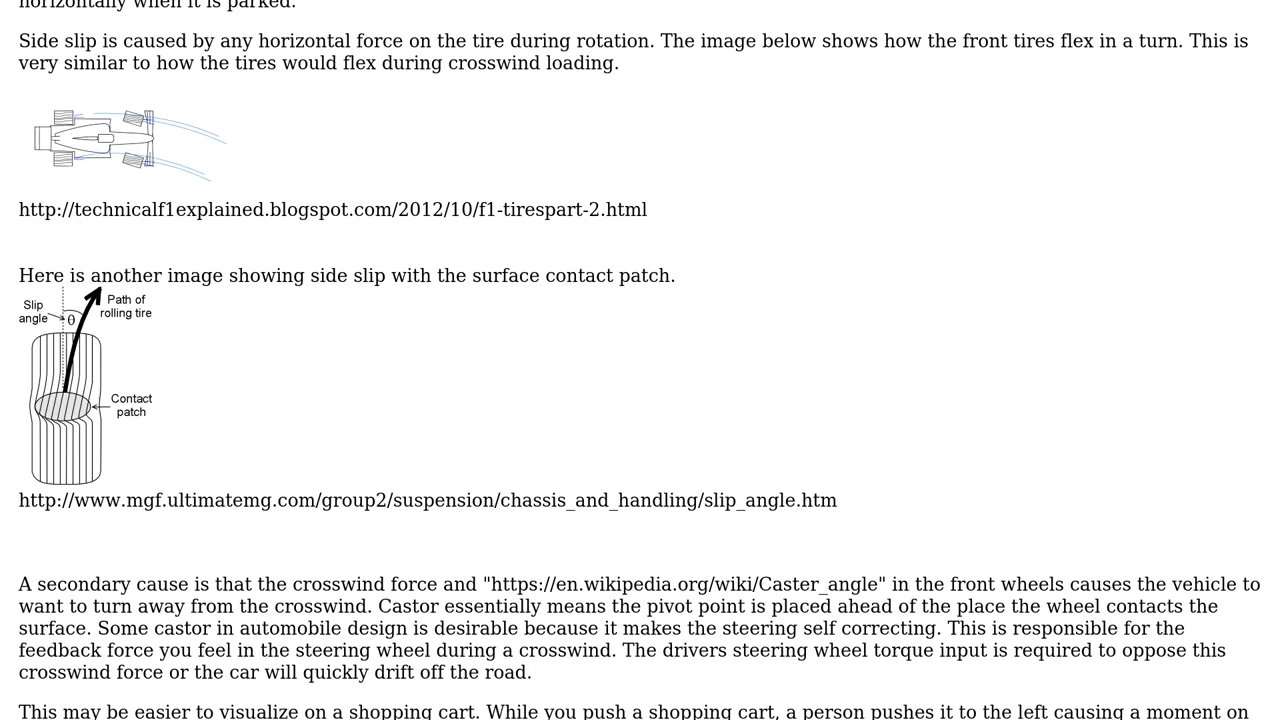 horizontally when it is parked.
Side slip is caused by any horizontal force on the tire during rotation. The image below shows how the front tires flex in a turn. This is
very similar to how the tires would flex during crosswind loading.
http://technicalf1explained.blogspot.com/2012/10/f1-tirespart-2.html
Here is another image showing side slip with the surface contact patch.
Slip
angle
θ
Path of
rolling tire
Contact
patch
http://www.mgf.ultimatemg.com/group2/suspension/chassis_and_handling/slip_angle.htm
A secondary cause is that the crosswind force and "https://en.wikipedia.org/wiki/Caster_angle" in the front wheels causes the vehicle to
want to turn away from the crosswind. Castor essentially means the pivot point is placed ahead of the place the wheel contacts the
surface. Some castor in automobile design is desirable because it makes the steering self correcting. This is responsible for the
feedback force you feel in the steering wheel during a crosswind. The drivers steering wheel torque input is required to oppose this
crosswind force or the car will quickly drift off the road.
This may be easier to visualize on a shopping cart. While you push a shopping cart, a person pushes it to the left causing a moment on